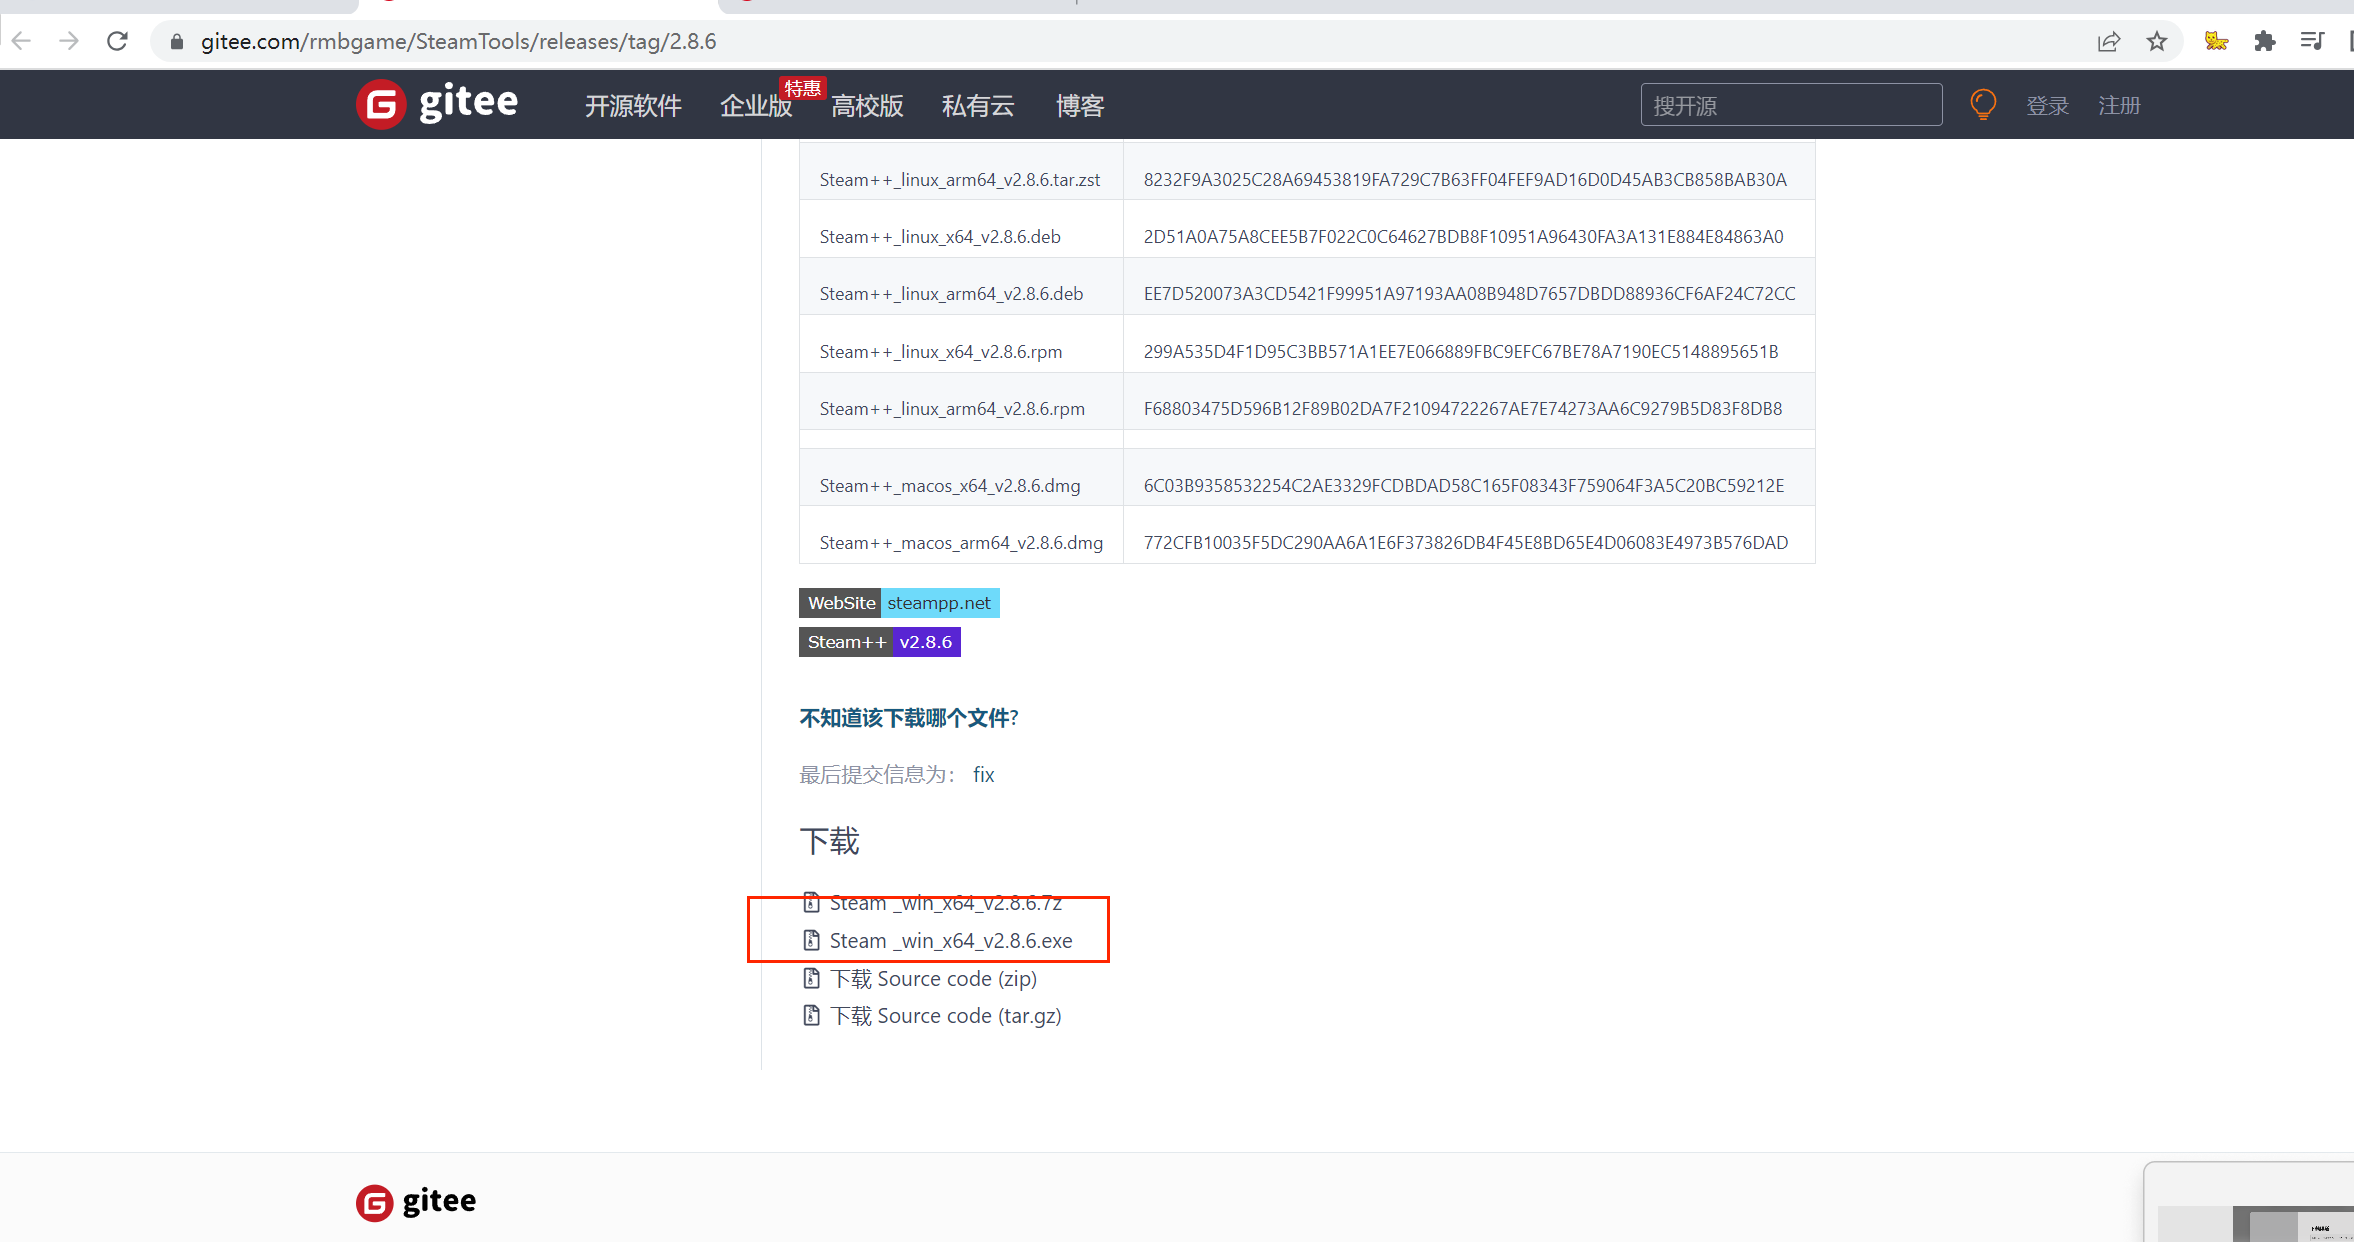 gitee.com/rmbgame/SteamTools/releases/tag/2.8.6
gitee 开源软件 企业版 特惠 高校版 私有云 博客 搜开源 登录 注册
Steam++_linux_arm64_v2.8.6.tar.zst 8232F9A3025C28A69453819FA729C7B63FF04FEF9AD16D0D45AB3CB858BAB30A
Steam++_linux_x64_v2.8.6.deb 2D51A0A75A8CEE5B7F022C0C64627BDB8F10951A96430FA3A131E884E84863A0
Steam++_linux_arm64_v2.8.6.deb EE7D520073A3CD5421F99951A97193AA08B948D7657DBDD88936CF6AF24C72CC
Steam++_linux_x64_v2.8.6.rpm 299A535D4F1D95C3BB571A1EE7E066889FBC9EFC67BE78A7190EC5148895651B
Steam++_linux_arm64_v2.8.6.rpm F68803475D596B12F89B02DA7F21094722267AE7E74273AA6C9279B5D83F8DB8
Steam++_macos_x64_v2.8.6.dmg 6C03B9358532254C2AE3329FCDBDAD58C165F08343F759064F3A5C20BC59212E
Steam++_macos_arm64_v2.8.6.dmg 772CFB10035F5DC290AA6A1E6F373826DB4F45E8BD65E4D06083E4973B576DAD
WebSite steampp.net
Steam++ v2.8.6
不知道该下载哪个文件?
最后提交信息为： fix
下载
Steam _win_x64_v2.8.6.7z
Steam _win_x64_v2.8.6.exe
下载 Source code (zip)
下载 Source code (tar.gz)
gitee